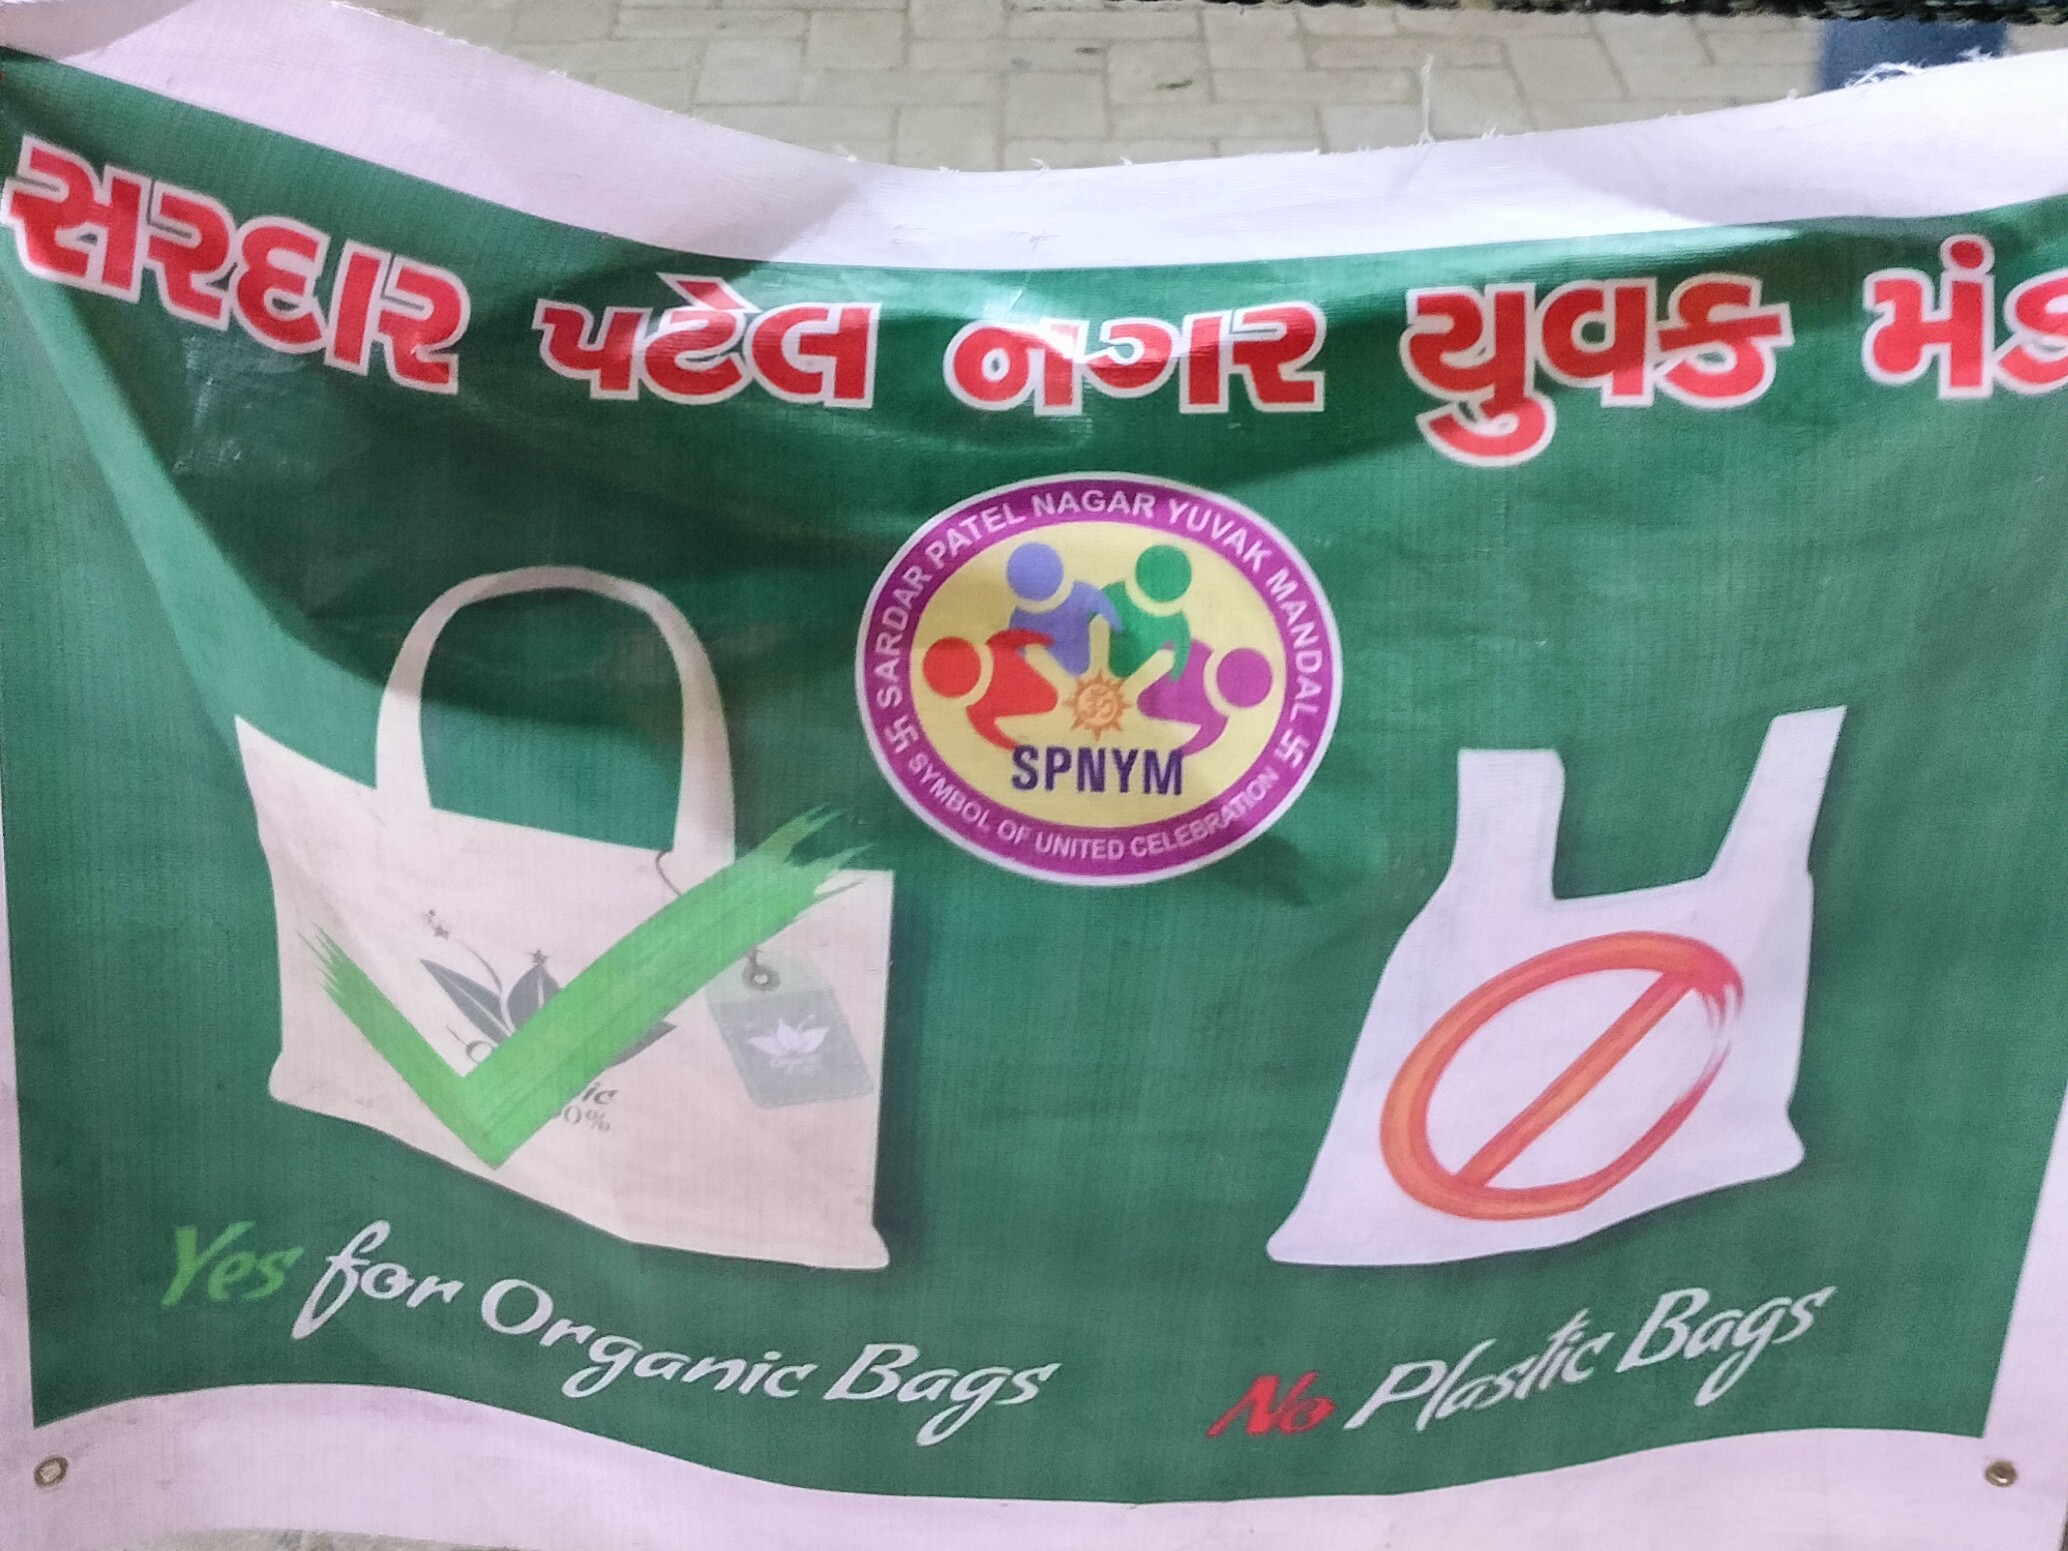 સરદાર પટેલ નગર યુવક
SARDAR PATEL NAGAR YUVAK MANDAL
SPNYM
SYMBOL OF UNITED CELEBRATION
Yes for Organic Bags
No Plastic Bags